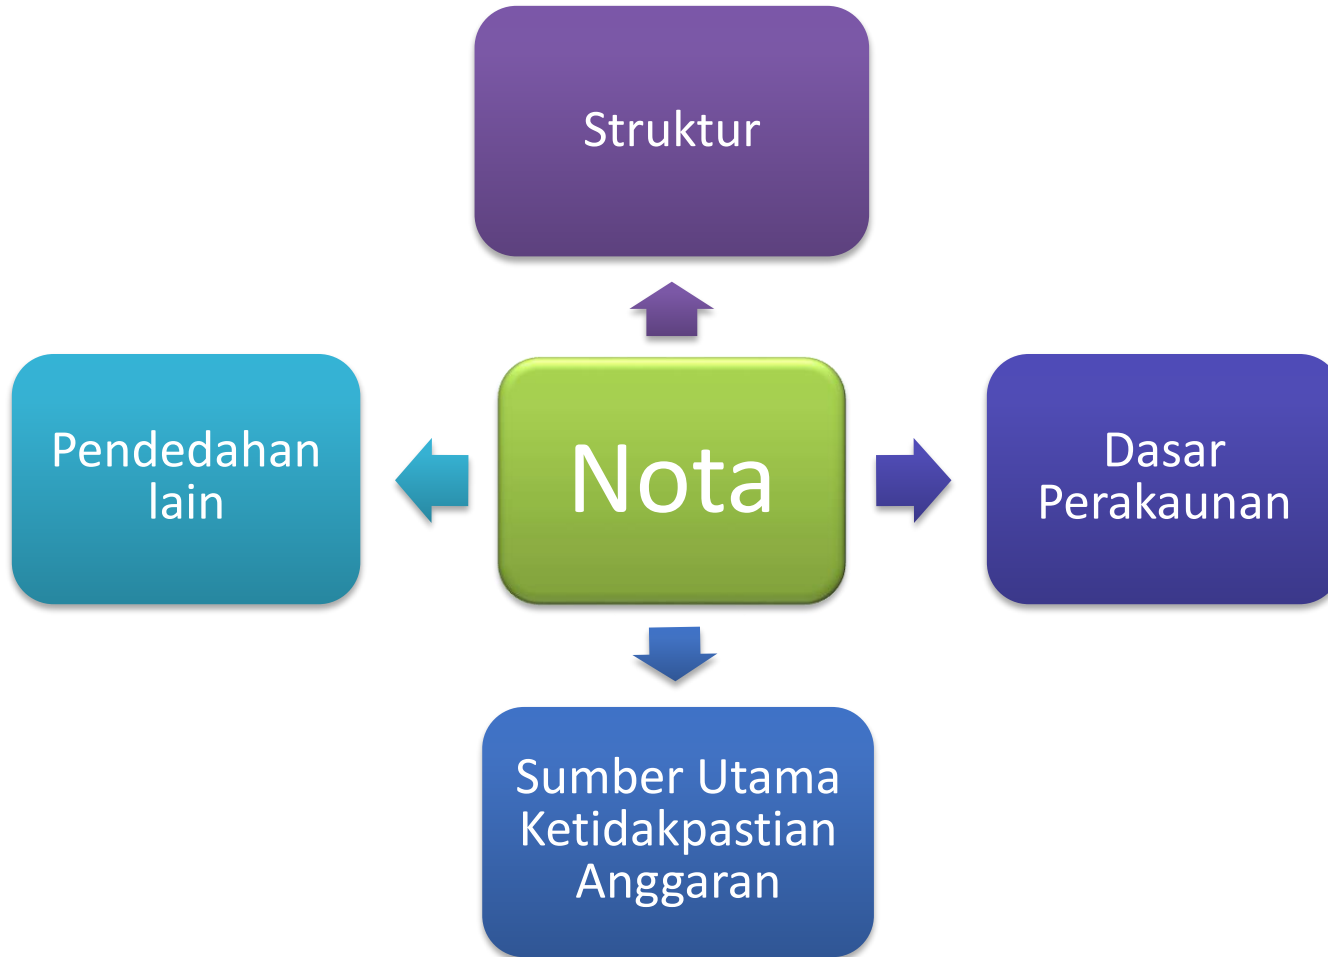 Struktur
Pendedahan
lain
Nota
Dasar
Perakaunan
Sumber Utama
Ketidakpastian
Anggaran